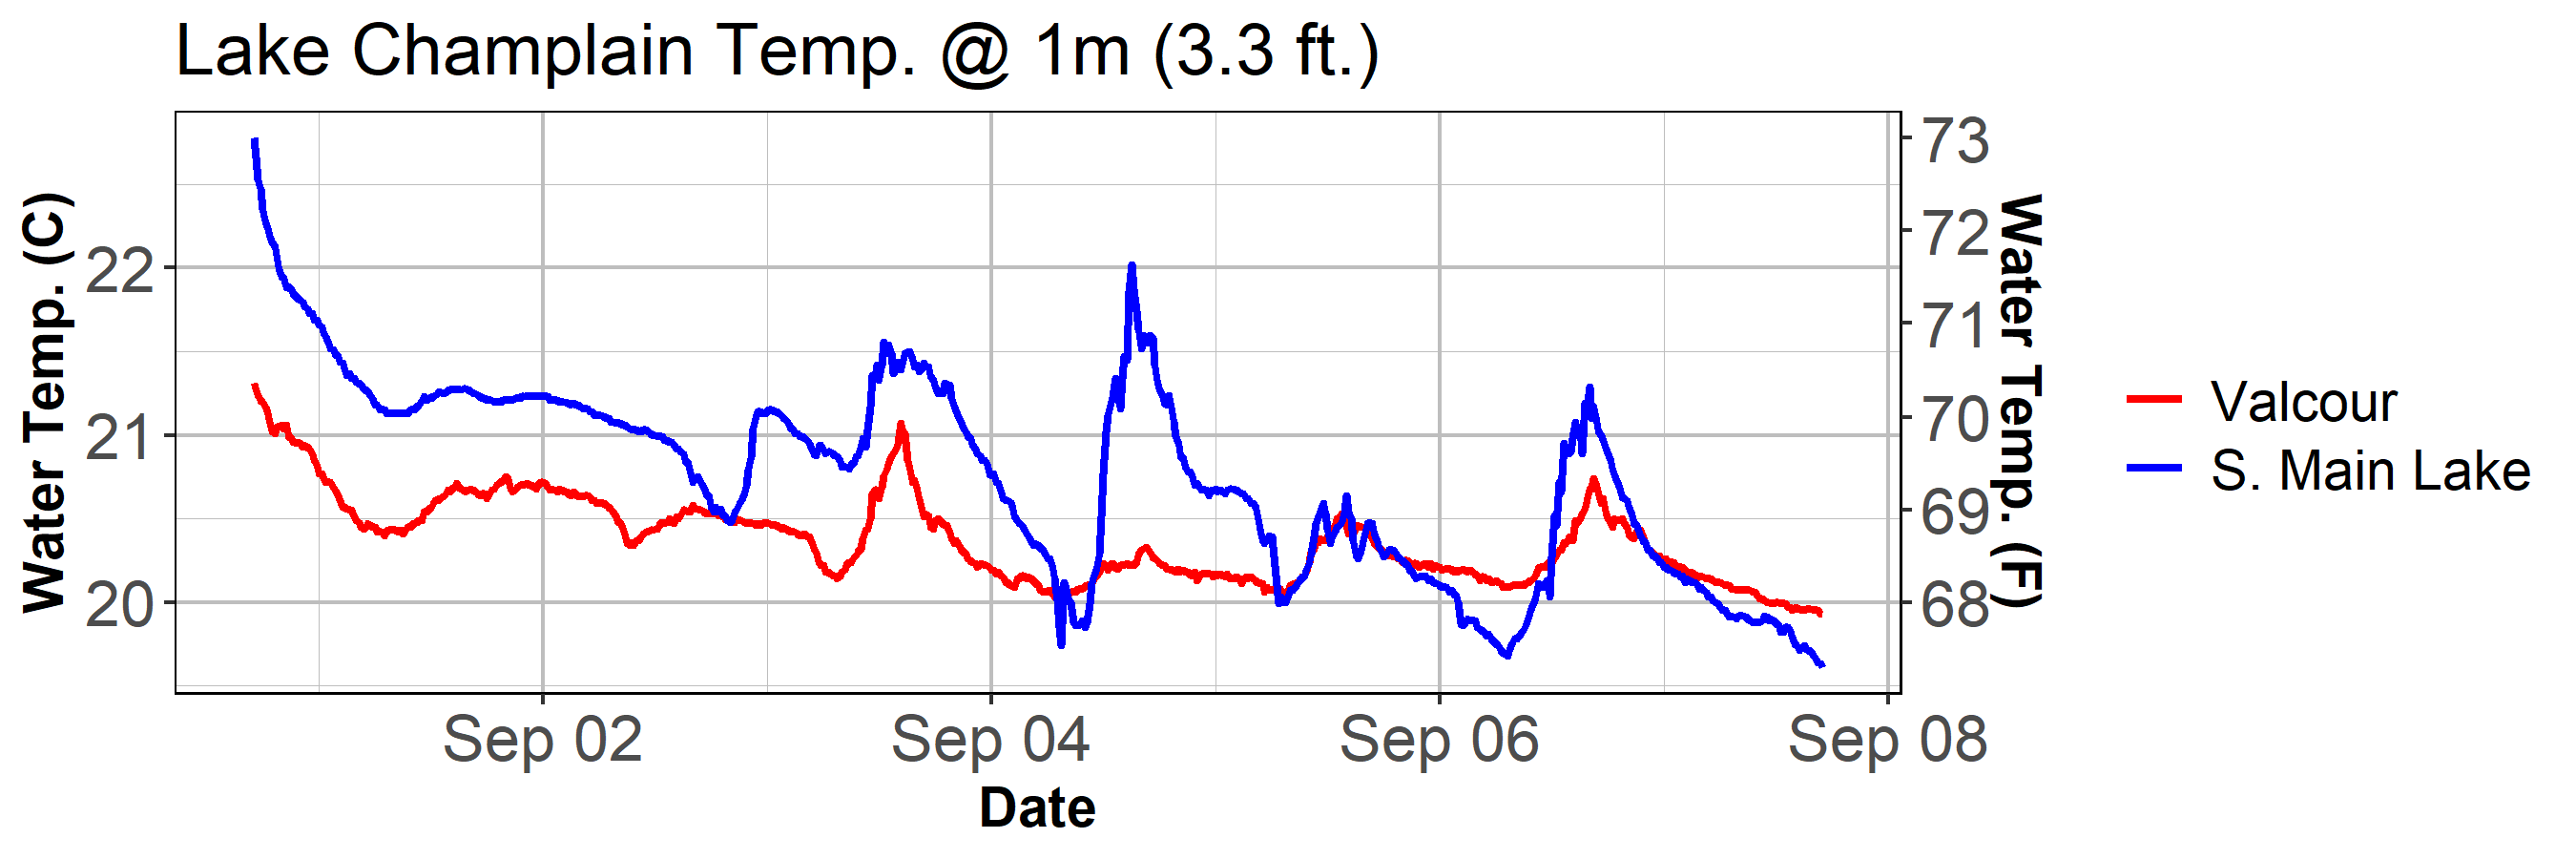 Lake Champlain Temp. @ 1m (3.3 ft.)
Water Temp. (C)
22
21
20
73
72
71
70
69
68
Water Temp. (F)
Sep 02
Sep 04
Sep 06
Sep 08
Date
Valcour
S. Main Lake